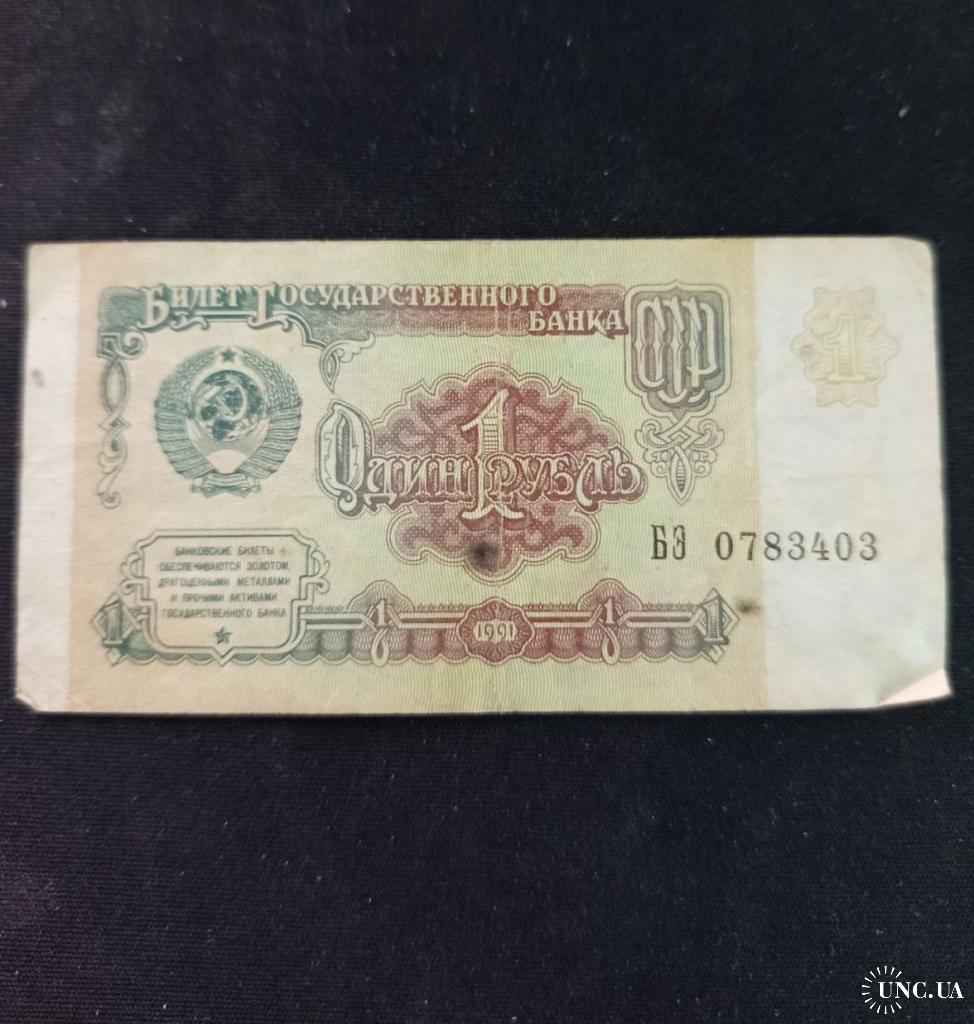 Билет Государственного
Банка
СССР
1
Один 1 рубль
БЭ 0783403
БАНКОВСКИЕ БИЛЕТЫ
ОБЕСПЕЧИВАЮТСЯ ЗОЛОТОМ,
ДРАГОЦЕННЫМИ МЕТАЛЛАМИ
И ПРОЧИМИ АКТИВАМИ
ГОСУДАРСТВЕННОГО БАНКА
1 1 1991 1 1
UNC.UA